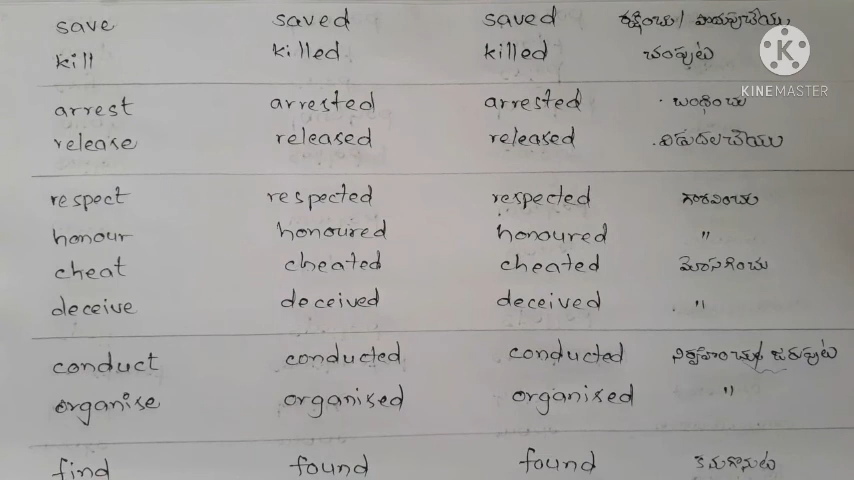 save saved saved రక్షించు / పొదుపుచేయు
kill killed killed చంపుట
KINEMASTER
arrest arrested arrested బంధించు
release released released విడుదలచేయు
respect respected respected గౌరవించు
honour honoured honoured "
cheat cheated cheated మోసగించు
deceive deceived deceived "
conduct conducted conducted నిర్వహించుట / జరుపుట
organise organised organised "
find found found కనుగొనుట